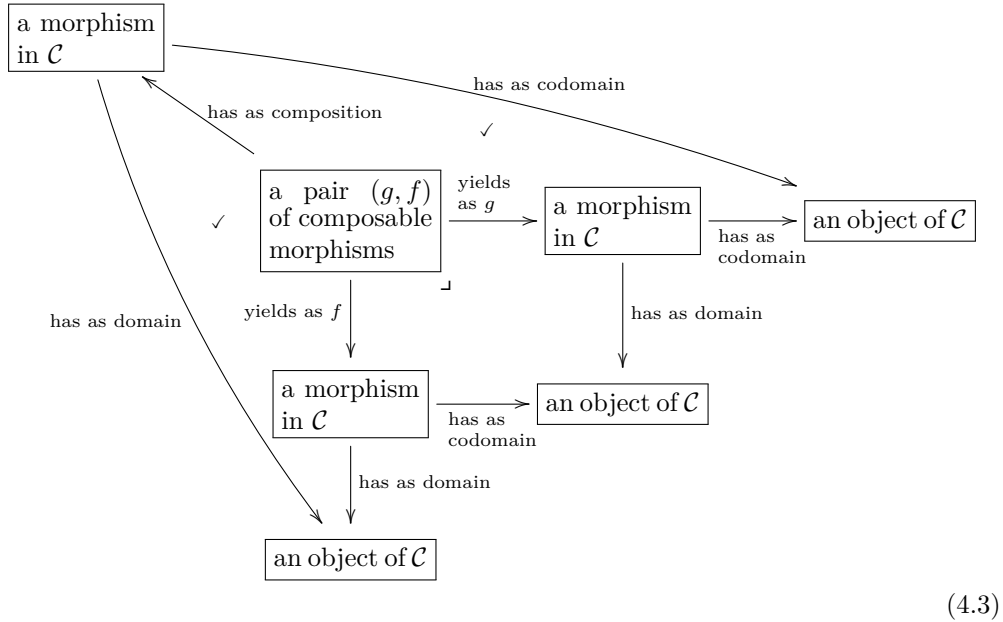 a morphism
in 𝒞
has as codomain
has as composition
✓
a pair (g, f)
of composable
morphisms
yields
as g
a morphism
in 𝒞
has as
codomain
an object of 𝒞
✓
⌟
yields as f
has as domain
has as domain
a morphism
in 𝒞
has as
codomain
an object of 𝒞
has as domain
an object of 𝒞
(4.3)